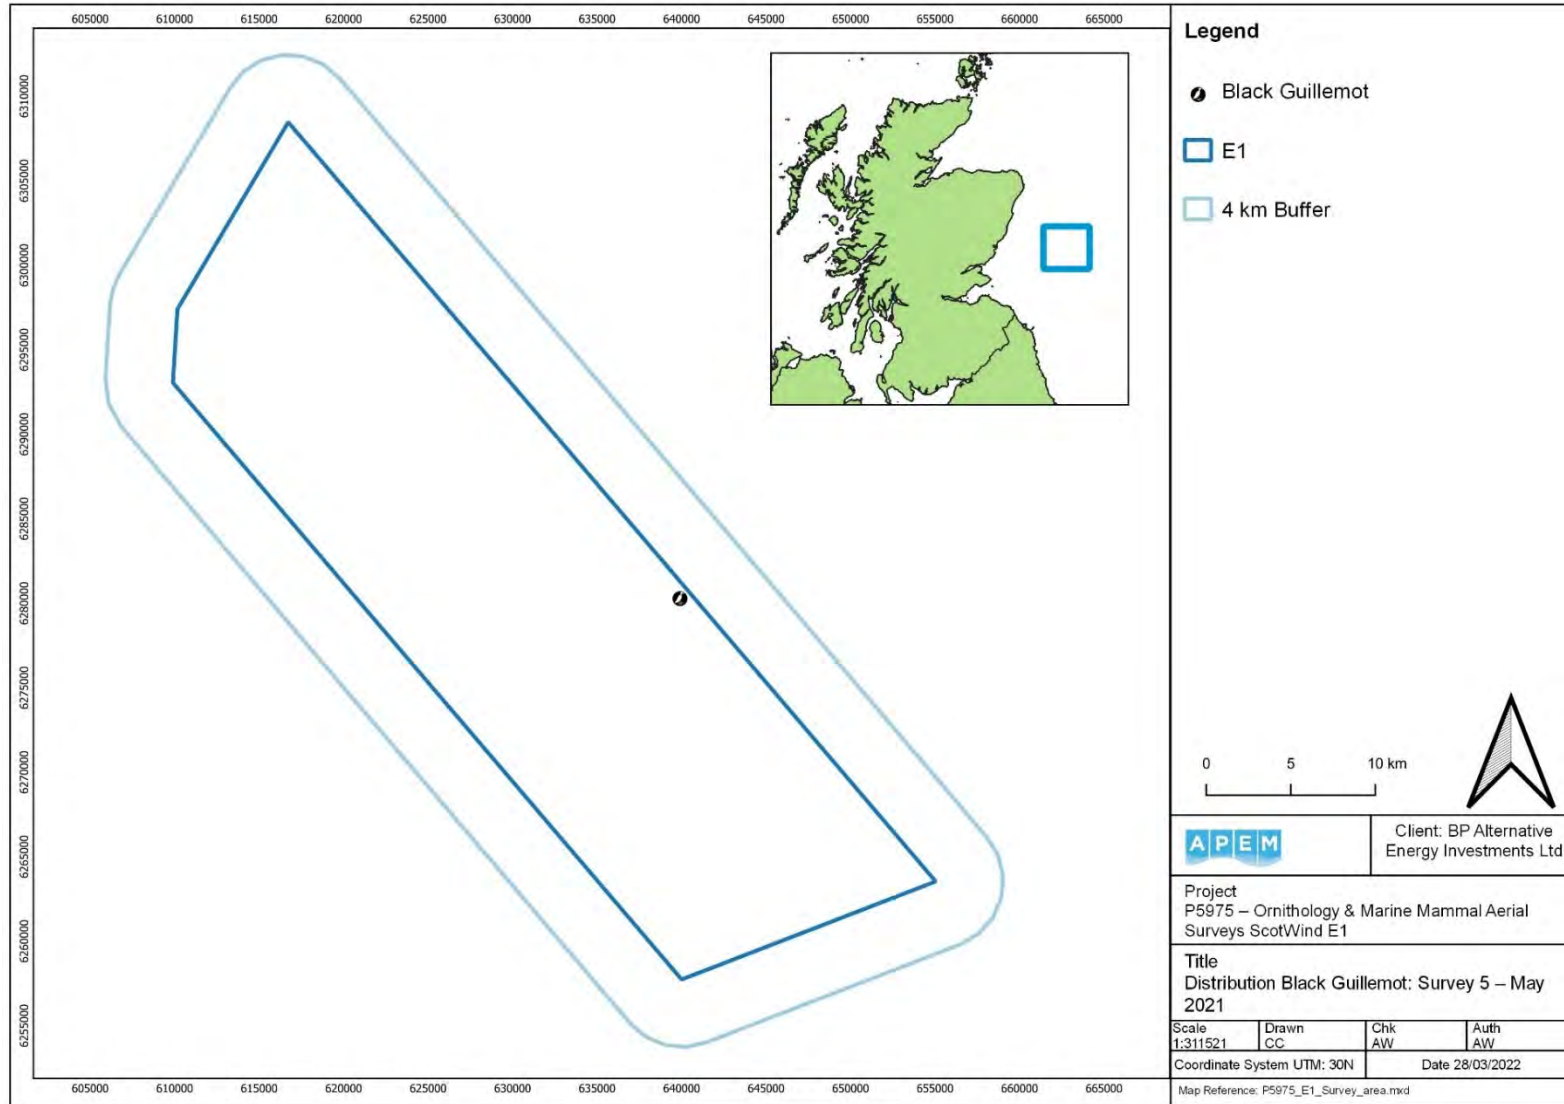 605000 610000 615000 620000 625000 630000 635000 640000 645000 650000 655000 660000 665000
6310000
6305000
6300000
6295000
6290000
6285000
6280000
6275000
6270000
6265000
6260000
6255000
605000 610000 615000 620000 625000 630000 635000 640000 645000 650000 655000 660000 665000
Legend
Black Guillemot
E1
4 km Buffer
0 5 10 km
APEM
Client: BP Alternative
Energy Investments Ltd
Project
P5975 – Ornithology & Marine Mammal Aerial
Surveys ScotWind E1
Title
Distribution Black Guillemot: Survey 5 – May
2021
Scale Drawn Chk Auth
1:311521 CC AW AW
Coordinate System UTM: 30N Date 28/03/2022
Map Reference: P5975_E1_Survey_area.mxd